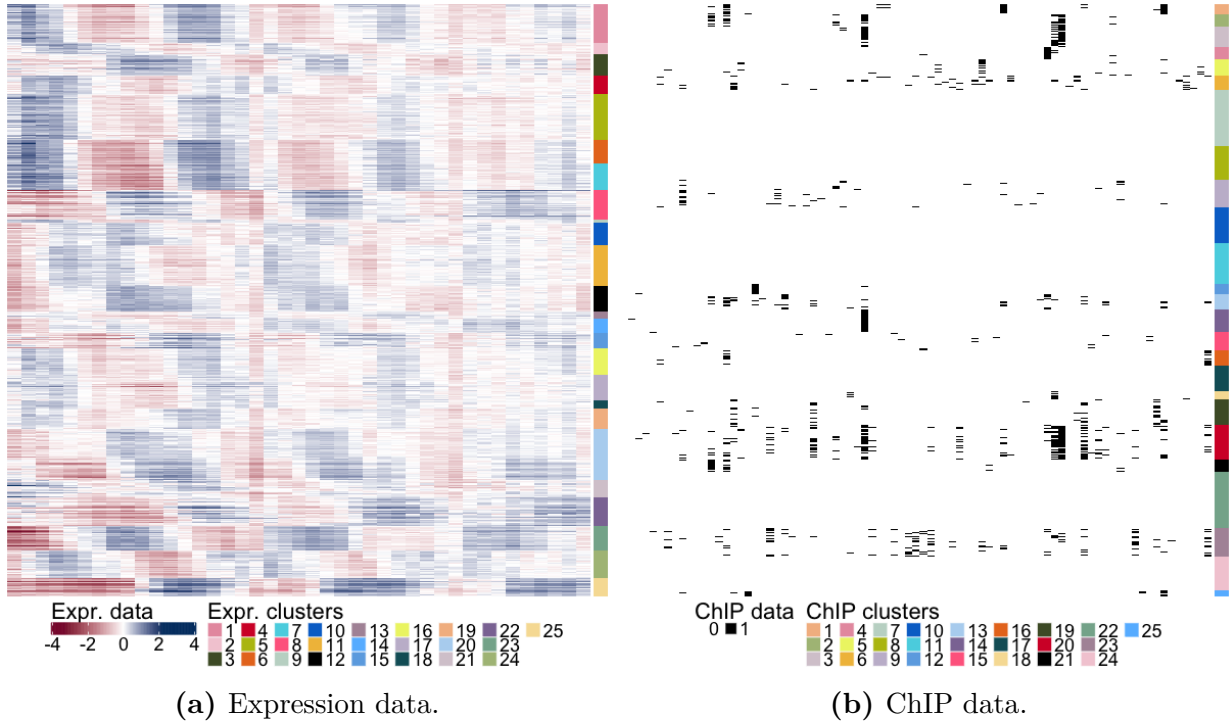 Expr. data
-4 -2 0 2 4
Expr. clusters
1 4 7 10 13 16 19 22 25
2 5 8 11 14 17 20 23
3 6 9 12 15 18 21 24
ChIP data
0 1
ChIP clusters
1 4 7 10 13 16 19 22 25
2 5 8 11 14 17 20 23
3 6 9 12 15 18 21 24
(a) Expression data.
(b) ChIP data.